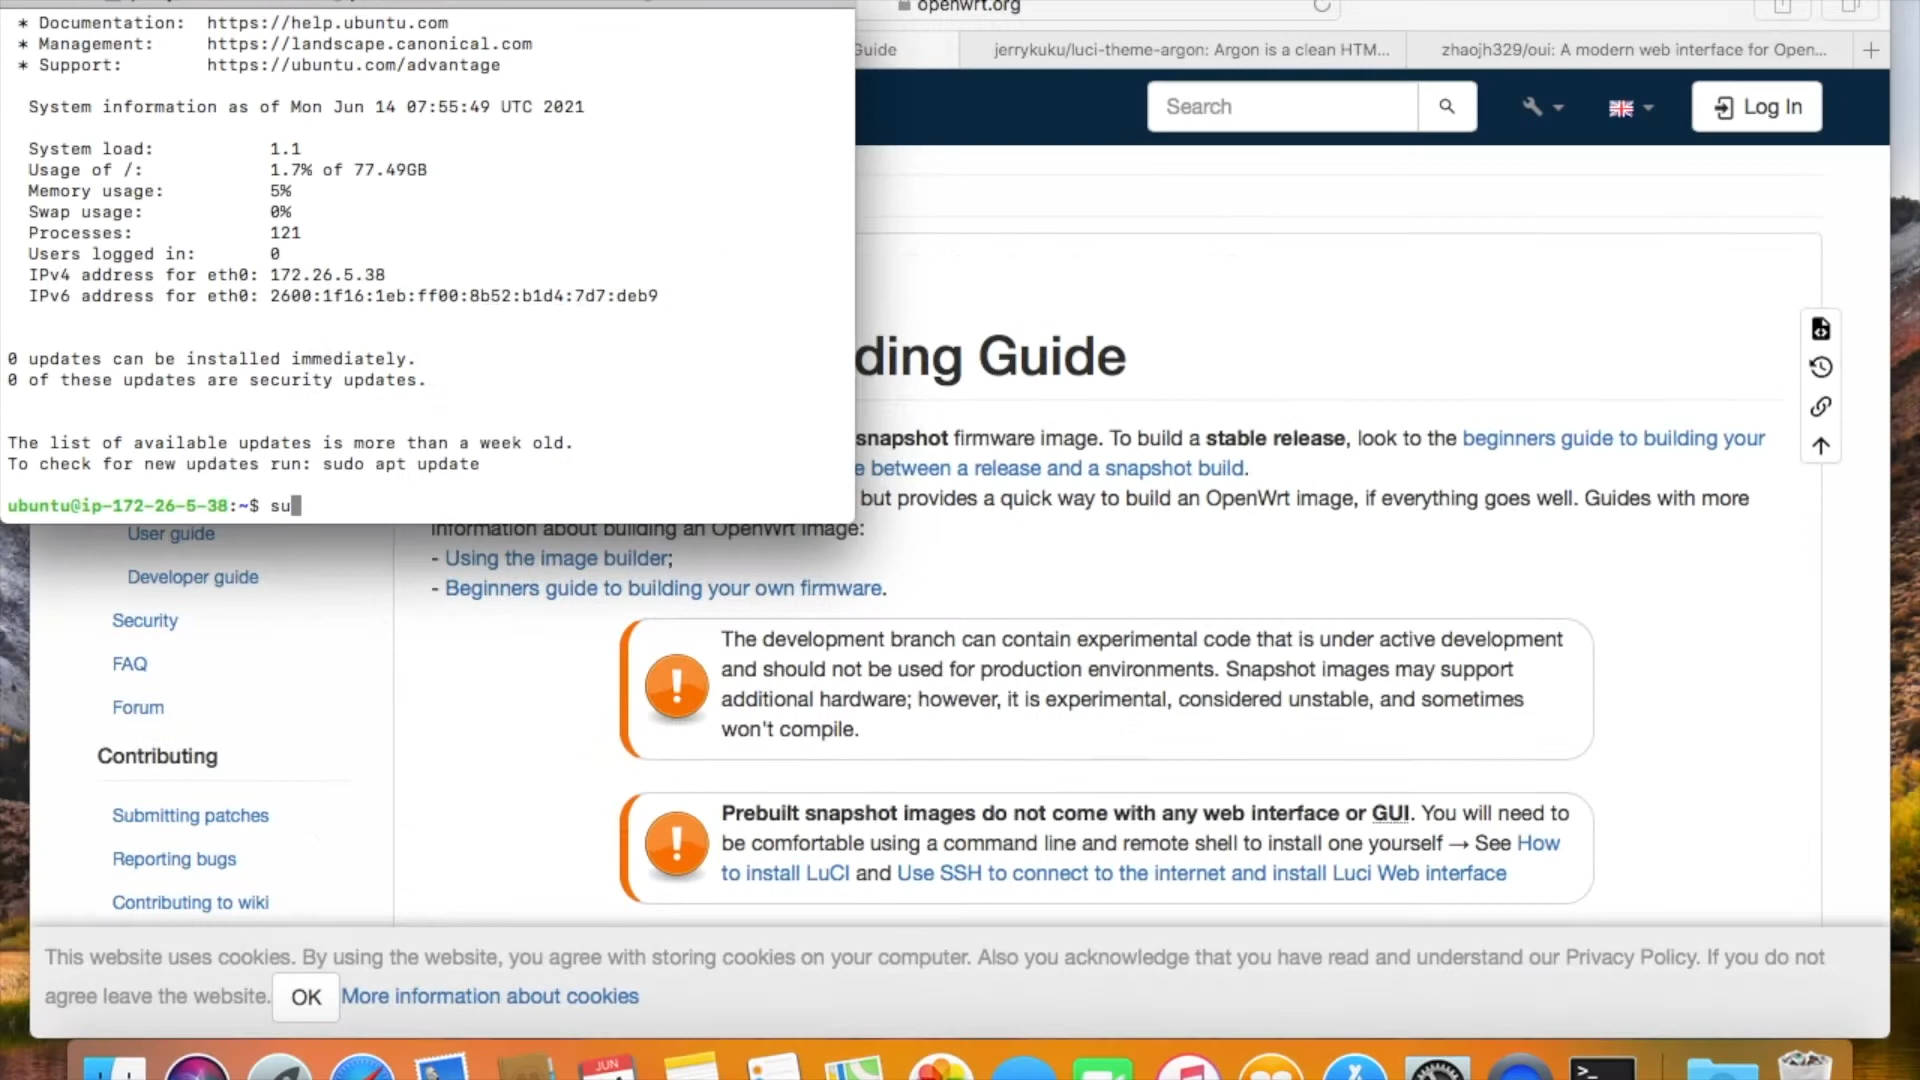 * Documentation:  https://help.ubuntu.com
* Management:     https://landscape.canonical.com
* Support:        https://ubuntu.com/advantage
System information as of Mon Jun 14 07:55:49 UTC 2021
System load:            1.1
Usage of /:             1.7% of 77.49GB
Memory usage:           5%
Swap usage:             0%
Processes:              121
Users logged in:        0
IPv4 address for eth0: 172.26.5.38
IPv6 address for eth0: 2600:1f16:1eb:ff00:8b52:b1d4:7d7:deb9
0 updates can be installed immediately.
0 of these updates are security updates.
The list of available updates is more than a week old.
To check for new updates run: sudo apt update
ubuntu@ip-172-26-5-38:~$ su
openwrt.org
Guide
jerrykuku/luci-theme-argon: Argon is a clean HTM...
zhaojh329/oui: A modern web interface for Open...
Search
Log In
ding Guide
snapshot firmware image. To build a stable release, look to the beginners guide to building your
e between a release and a snapshot build.
but provides a quick way to build an OpenWrt image, if everything goes well. Guides with more
information about building an OpenWrt image:
- Using the image builder;
- Beginners guide to building your own firmware.
The development branch can contain experimental code that is under active development
and should not be used for production environments. Snapshot images may support
additional hardware; however, it is experimental, considered unstable, and sometimes
won't compile.
Prebuilt snapshot images do not come with any web interface or GUI. You will need to
be comfortable using a command line and remote shell to install one yourself → See How
to install LuCI and Use SSH to connect to the internet and install Luci Web interface
User guide
Developer guide
Security
FAQ
Forum
Contributing
Submitting patches
Reporting bugs
Contributing to wiki
This website uses cookies. By using the website, you agree with storing cookies on your computer. Also you acknowledge that you have read and understand our Privacy Policy. If you do not
agree leave the website. OK More information about cookies
JUN